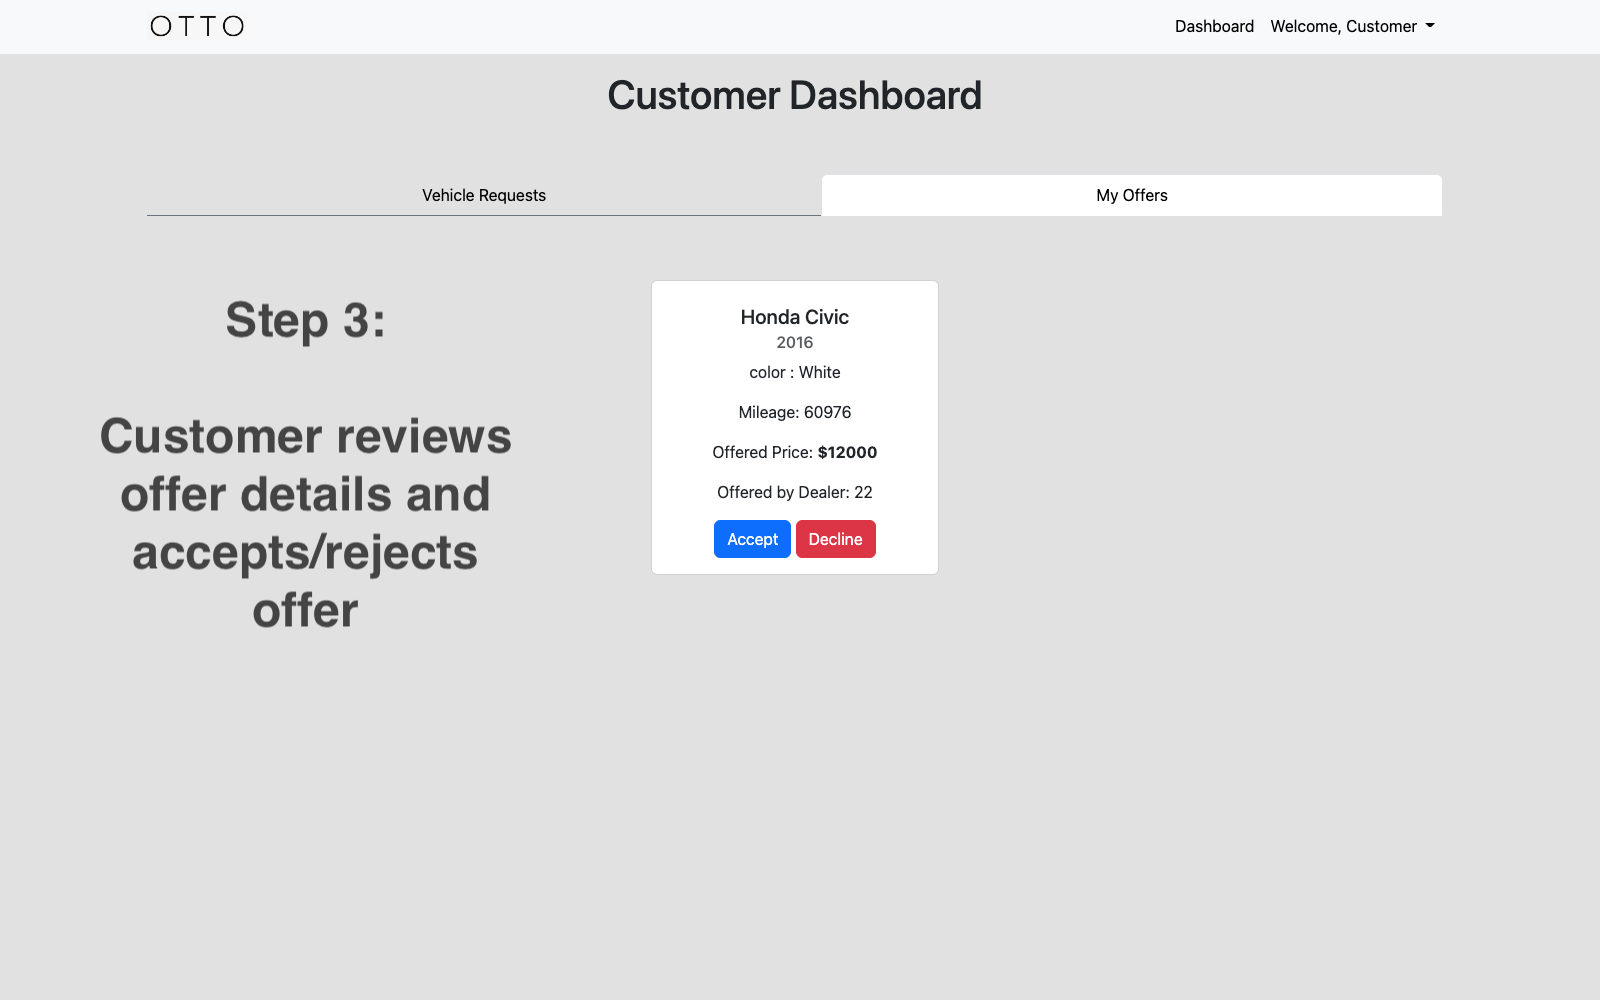 OTTO
Dashboard
Welcome, Customer
Customer Dashboard
Vehicle Requests
My Offers
Step 3:
Customer reviews
offer details and
accepts/rejects
offer
Honda Civic
2016
color : White
Mileage: 60976
Offered Price: $12000
Offered by Dealer: 22
Accept
Decline